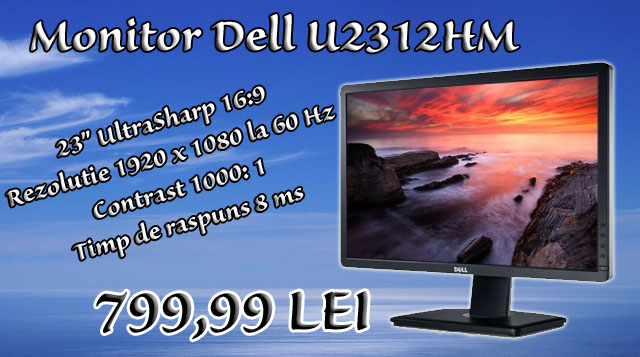 Monitor Dell U2312HM
23" UltraSharp 16:9
Rezolutie 1920 x 1080 la 60 Hz
Contrast 1000: 1
Timp de raspuns 8 ms
DELL
799,99 LEI